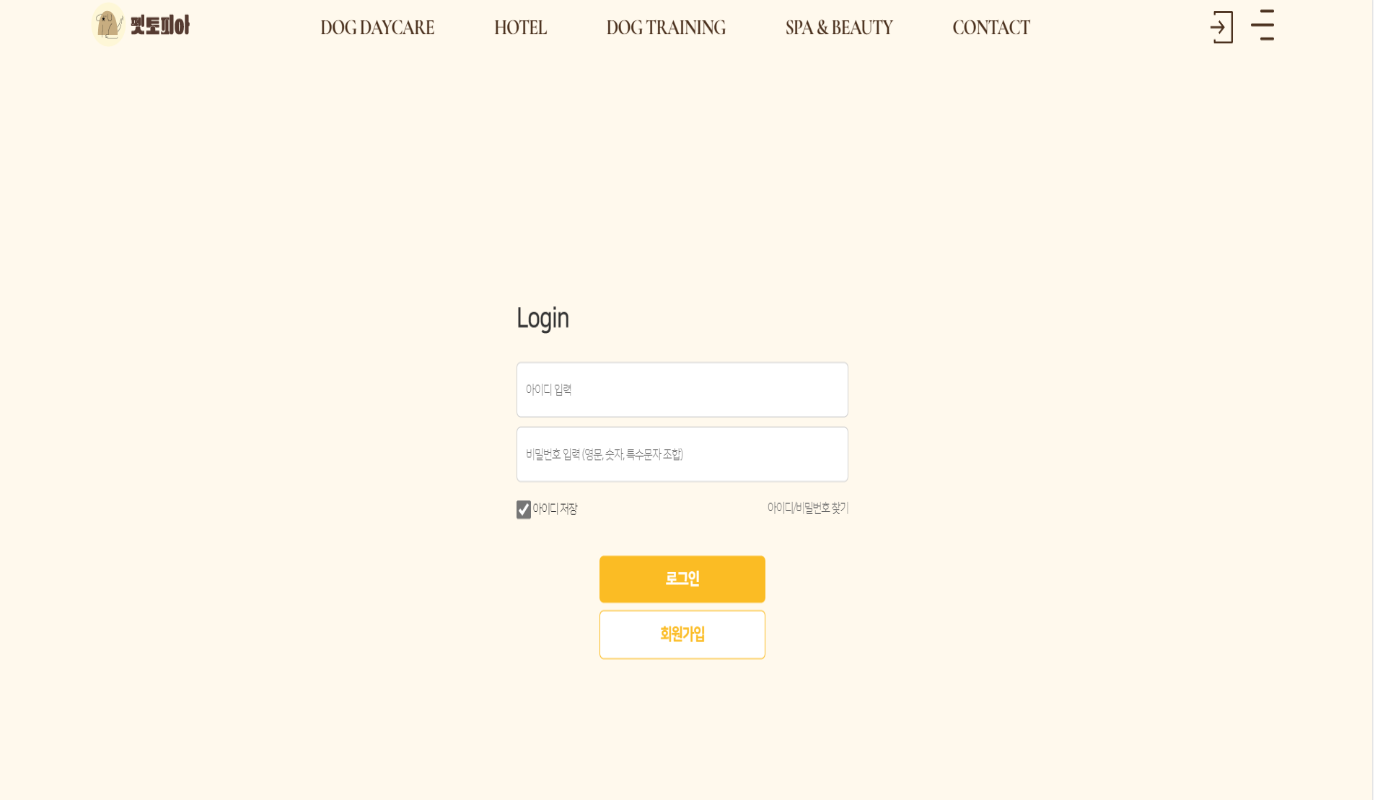 펫토피아
DOG DAYCARE
HOTEL
DOG TRAINING
SPA & BEAUTY
CONTACT
Login
아이디 입력
비밀번호 입력 (영문, 숫자, 특수문자 조합)
아이디 저장
아이디/비밀번호 찾기
로그인
회원가입